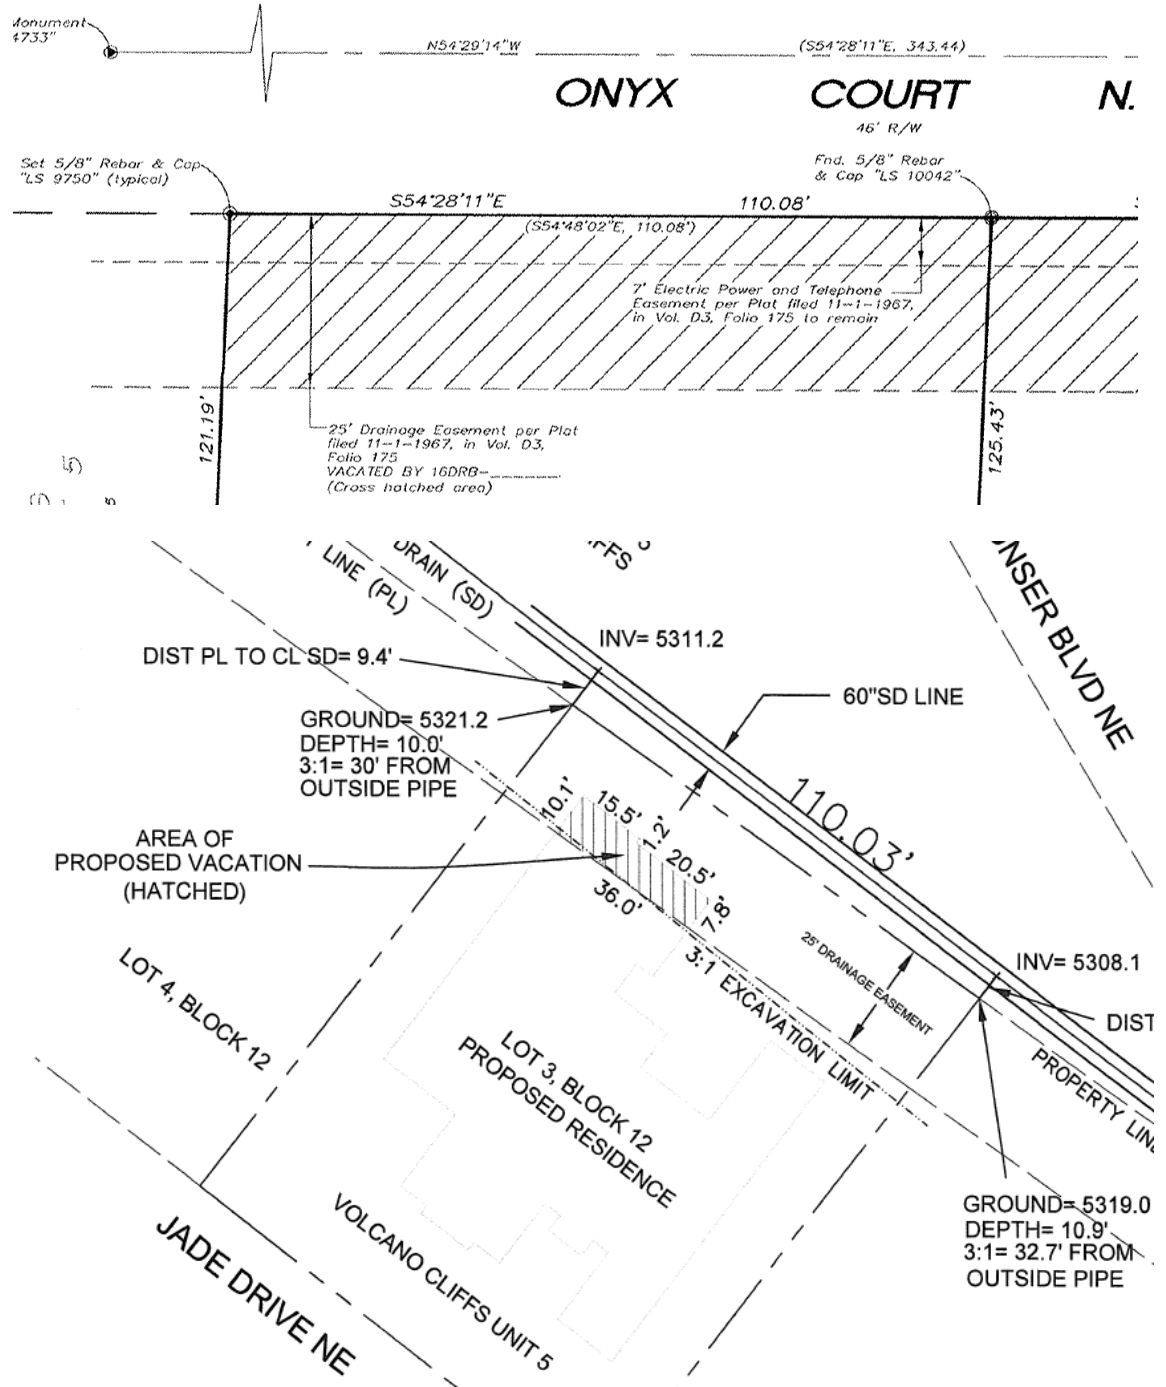 Monument
4733"
N54°29'14"W
(S54°28'11"E, 343.44)
ONYX COURT N.
46' R/W
Set 5/8" Rebar & Cap
"LS 9750" (typical)
Fnd. 5/8" Rebar
& Cap "LS 10042"
S54°28'11"E
110.08'
(S54°48'02"E, 110.08')
7' Electric Power and Telephone
Easement per Plat filed 11-1-1967,
in Vol. D3, Folio 175 to remain
121.19'
125.43'
25' Drainage Easement per Plat
filed 11-1-1967, in Vol. D3,
Folio 175
VACATED BY 16DRB-
(Cross hatched area)
5
DRAIN (SD)
LINE (PL)
IFFS
NSER BLVD NE
INV= 5311.2
DIST PL TO CL SD= 9.4'
60"SD LINE
GROUND= 5321.2
DEPTH= 10.0'
3:1= 30' FROM
OUTSIDE PIPE
110.03'
10.1'
15.5'
1.2'
20.5'
36.0'
7.8'
AREA OF
PROPOSED VACATION
(HATCHED)
3:1 EXCAVATION LIMIT
25' DRAINAGE EASEMENT
INV= 5308.1
DIST
LOT 4, BLOCK 12
LOT 3, BLOCK 12
PROPOSED RESIDENCE
PROPERTY LINE
VOLCANO CLIFFS UNIT 5
JADE DRIVE NE
GROUND= 5319.0
DEPTH= 10.9'
3:1= 32.7' FROM
OUTSIDE PIPE